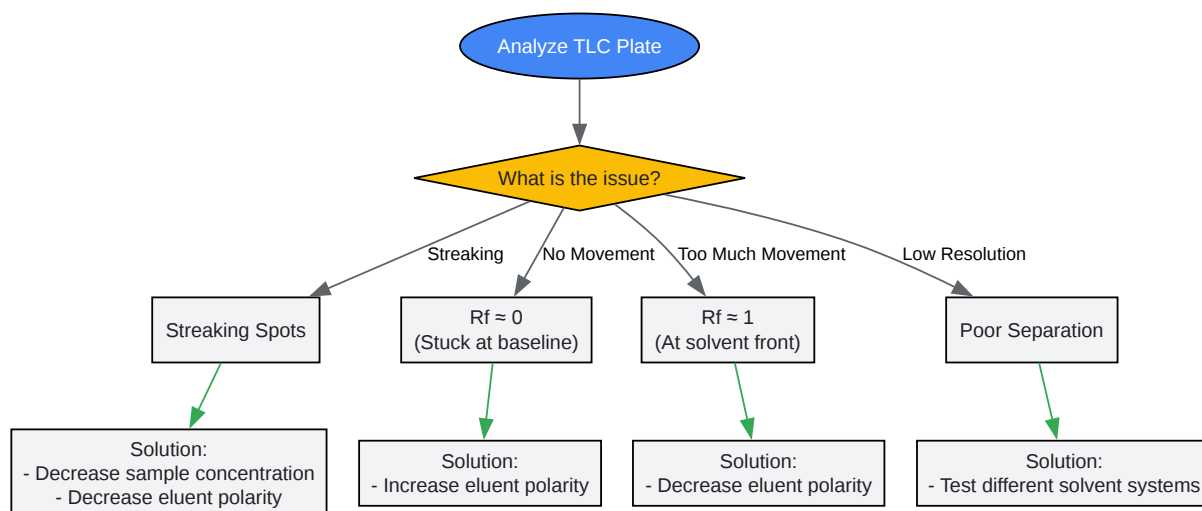 Analyze TLC Plate
What is the issue?
Streaking
No Movement
Too Much Movement
Low Resolution
Streaking Spots
Rf ≈ 0
(Stuck at baseline)
Rf ≈ 1
(At solvent front)
Poor Separation
Solution:
- Decrease sample concentration
- Decrease eluent polarity
Solution:
- Increase eluent polarity
Solution:
- Decrease eluent polarity
Solution:
- Test different solvent systems